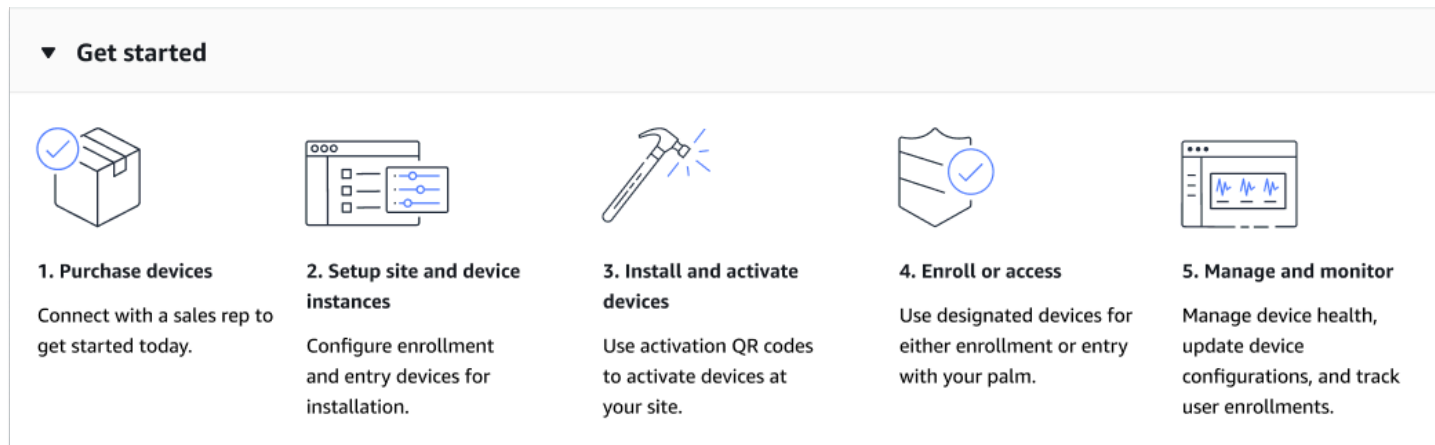 Get started
1. Purchase devices
Connect with a sales rep to
get started today.
2. Setup site and device
instances
Configure enrollment
and entry devices for
installation.
3. Install and activate
devices
Use activation QR codes
to activate devices at
your site.
4. Enroll or access
Use designated devices for
either enrollment or entry
with your palm.
5. Manage and monitor
Manage device health,
update device
configurations, and track
user enrollments.